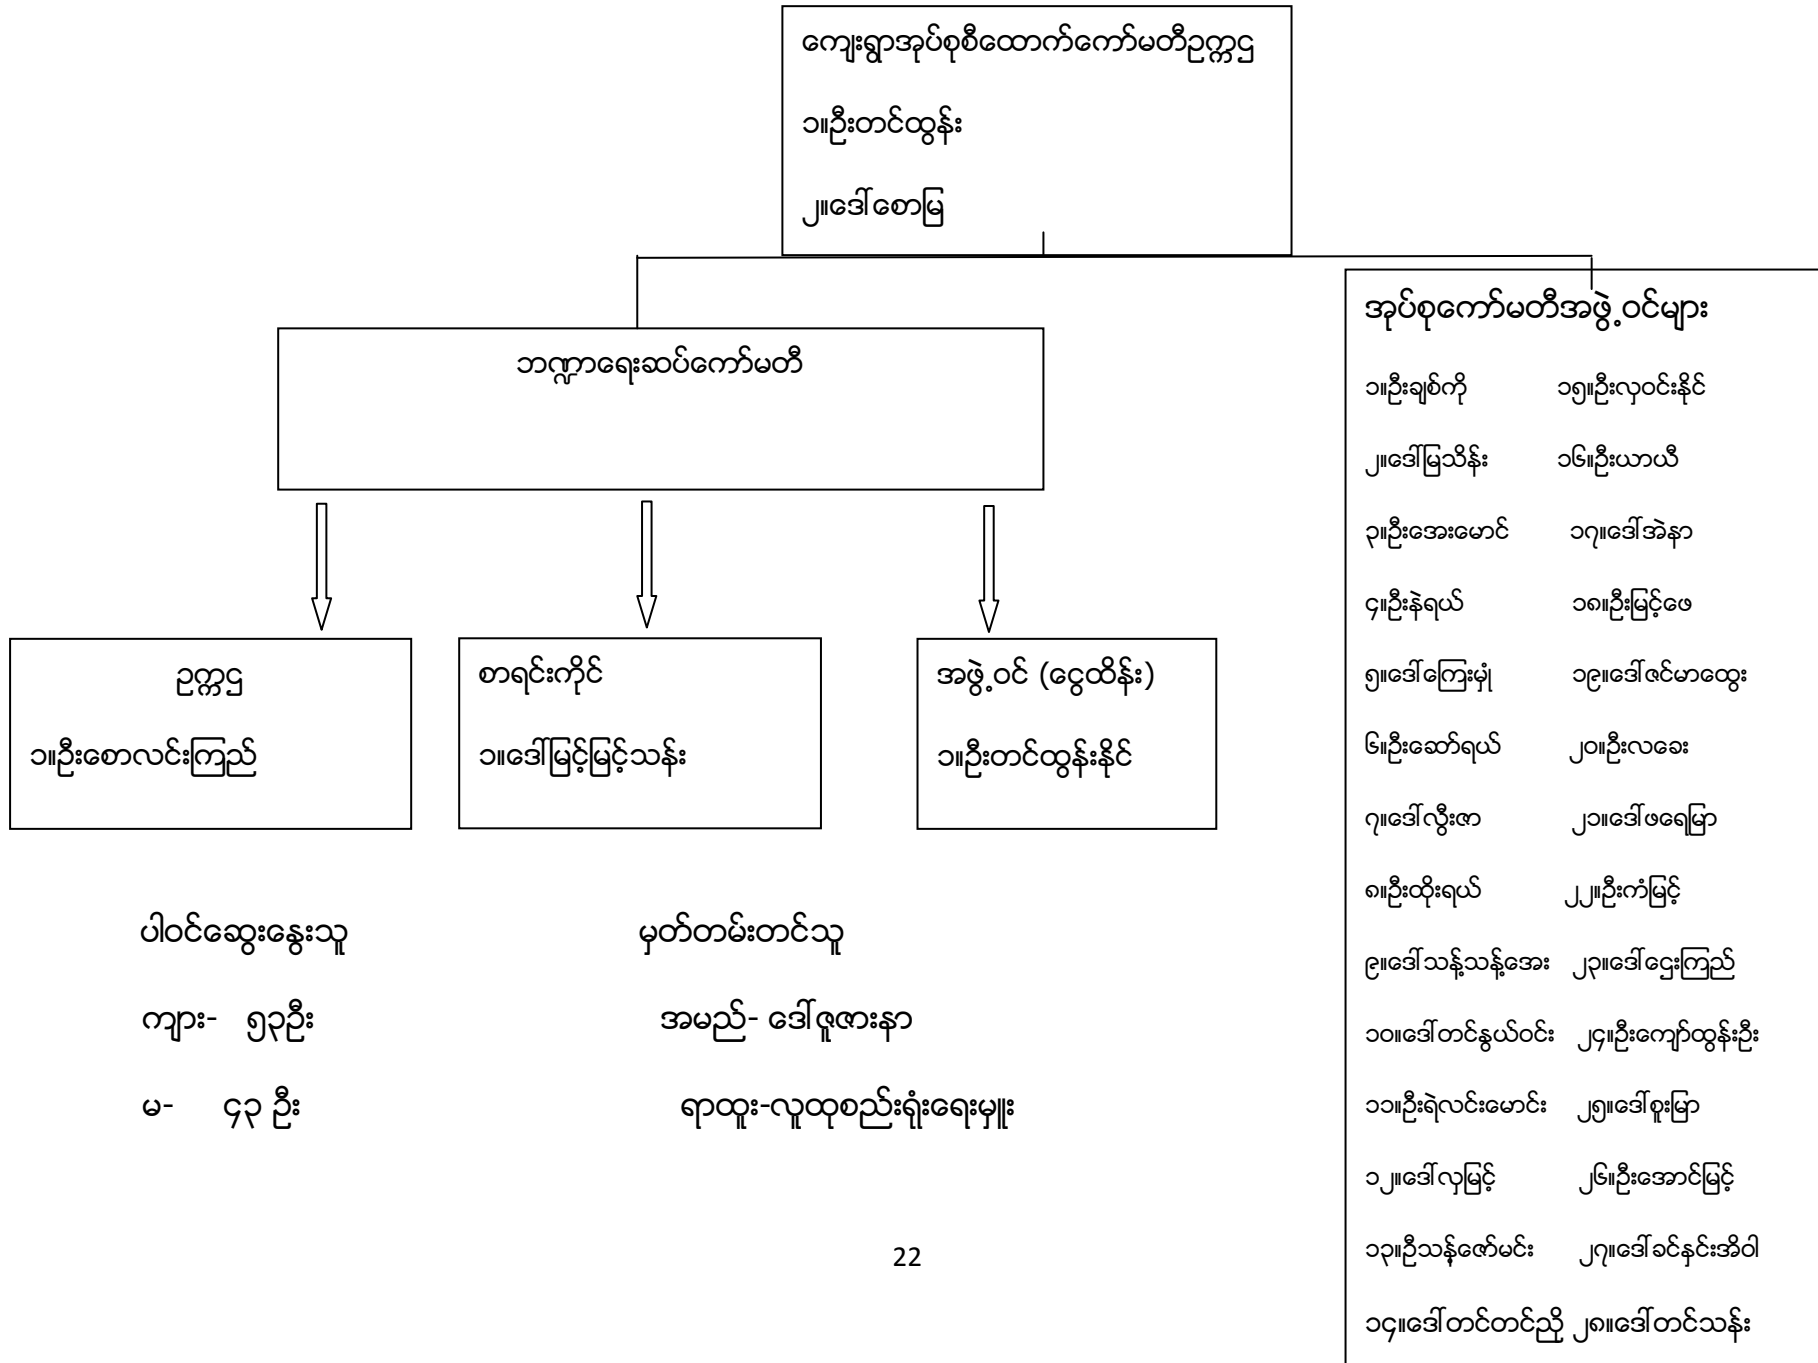 ကျေးရွာအုပ်စုစီထောက်ကော်မတီဥက္ကဌ
၁။ဦးတင်ထွန်း
၂။ဒေါ်စောမြ
ဘဏ္ဍာရေးဆပ်ကော်မတီ
ဥက္ကဌ
၁။ဦးစောလင်းကြည်
စာရင်းကိုင်
၁။ဒေါ်မြင့်မြင့်သန်း
အဖွဲ့ဝင် (ငွေထိန်း)
၁။ဦးတင်ထွန်းနိုင်
ပါဝင်ဆွေးနွေးသူ
ကျား- ၅၃ဦး
မ- ၄၃ ဦး
မှတ်တမ်းတင်သူ
အမည်- ဒေါ်ဇူဇားနာ
ရာထူး-လူထုစည်းရုံးရေးမှူး
အုပ်စုကော်မတီအဖွဲ့ဝင်များ
၁။ဦးချစ်ကို ၁၅။ဦးလှဝင်းနိုင်
၂။ဒေါ်မြသိန်း ၁၆။ဦးယာယီ
၃။ဦးအေးမောင် ၁၇။ဒေါ်အဲနာ
၄။ဦးနဲရယ် ၁၈။ဦးမြင့်ဖေ
၅။ဒေါ်ကြေးမှုံ ၁၉။ဒေါ်ဇင်မာထွေး
၆။ဦးဆော်ရယ် ၂၀။ဦးလခေး
၇။ဒေါ်လွီးဇာ ၂၁။ဒေါ်ဖရေမြာ
၈။ဦးထိုးရယ် ၂၂။ဦးကံမြင့်
၉။ဒေါ်သန့်သန့်အေး ၂၃။ဒေါ်ဌေးကြည်
၁၀။ဒေါ်တင်နွယ်ဝင်း ၂၄။ဦးကျော်ထွန်းဦး
၁၁။ဦးရဲလင်းမောင်း ၂၅။ဒေါ်စူးမြာ
၁၂။ဒေါ်လှမြင့် ၂၆။ဦးအောင်မြင့်
၁၃။ဦသန့်ဇော်မင်း ၂၇။ဒေါ်ခင်နှင်းအိဝါ
၁၄။ဒေါ်တင်တင်ညို ၂၈။ဒေါ်တင်သန်း
22